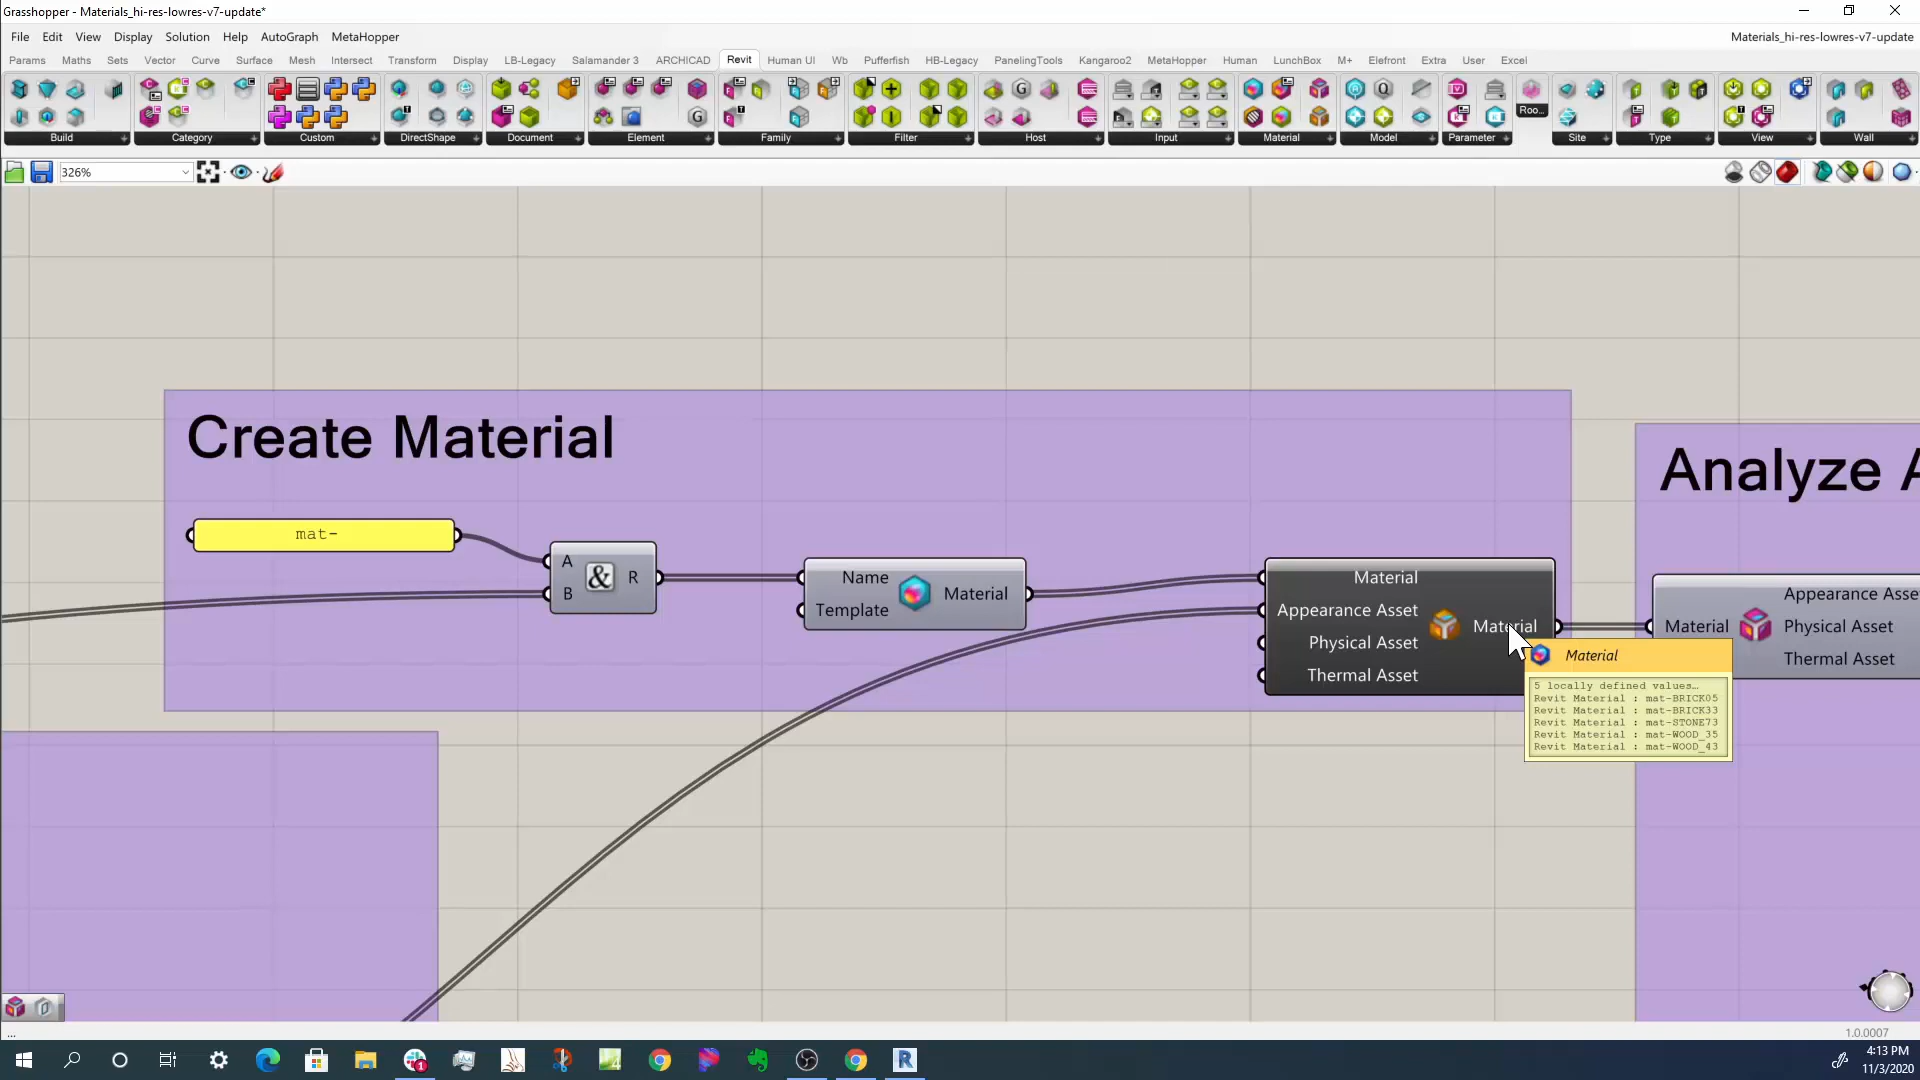 Grasshopper - Materials_hi-res-lowres-v7-update*
File Edit View Display Solution Help AutoGraph MetaHopper Materials_hi-res-lowres-v7-update
Params Maths Sets Vector Curve Surface Mesh Intersect Transform Display LB-Legacy Salamander 3 ARCHICAD Revit Human UI Wb Pufferfish HB-Legacy PanelingTools Kangaroo2 MetaHopper Human LunchBox M+ Elefront Extra User Excel
Roo...
Build Category Custom DirectShape Document Element Family Filter Host Input Material Model Parameter Site Type View Wall
326%
Create Material
Analyze A
mat-
A
B
R
Name
Template
Material
Material
Appearance Asset
Physical Asset
Thermal Asset
Material
Material
Appearance Asse
Physical Asset
Thermal Asset
Material
5 locally defined values…
Revit Material : mat-BRICK05
Revit Material : mat-BRICK33
Revit Material : mat-STONE73
Revit Material : mat-WOOD_35
Revit Material : mat-WOOD_43
...
1.0.0007
4:13 PM
11/3/2020